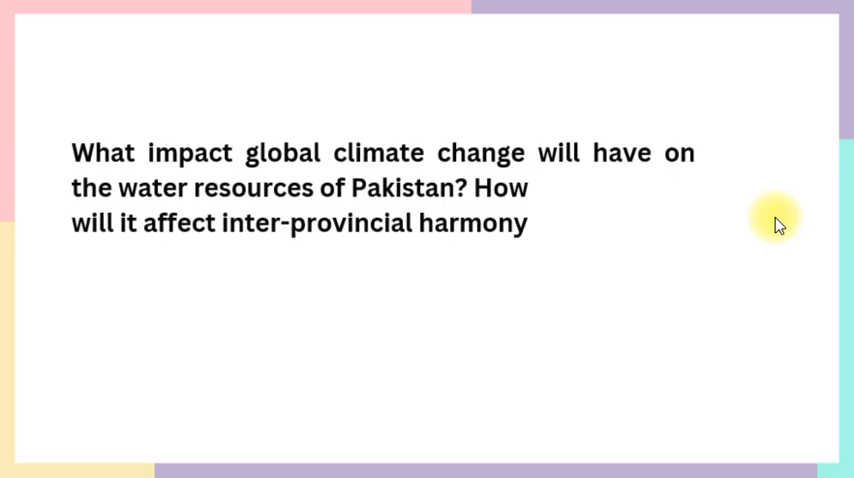 What impact global climate change will have on
the water resources of Pakistan? How
will it affect inter-provincial harmony